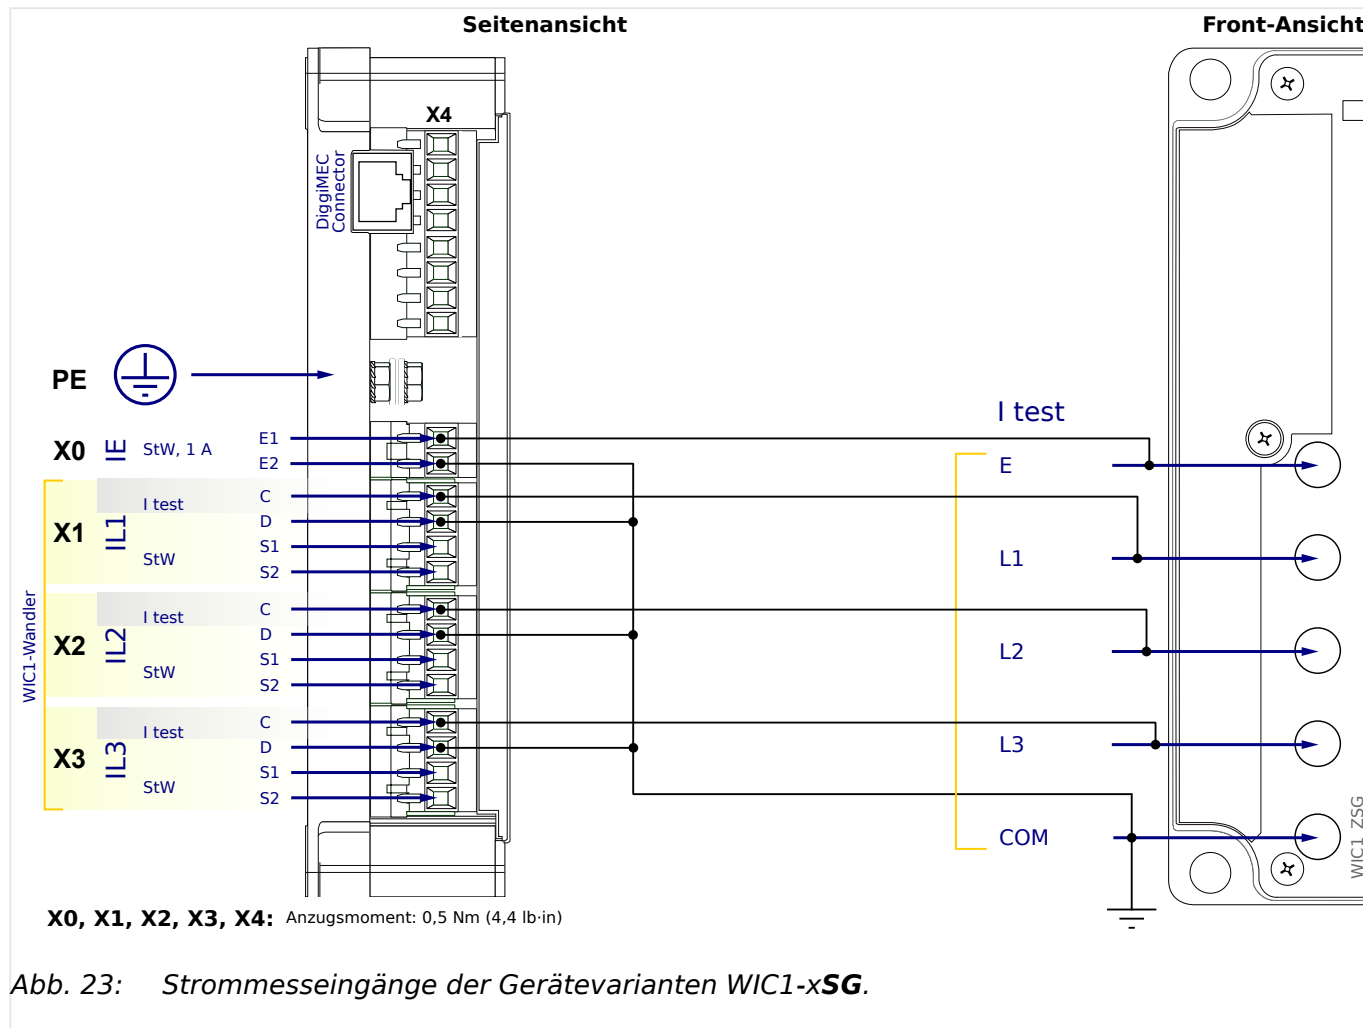 Seitenansicht
Front-Ansicht
X4
DiggiMEC
Connector
PE
X0 IE StW, 1 A E1
E2
WIC1-Wandler
X1 IL1 I test StW C
D
S1
S2
X2 IL2 I test StW C
D
S1
S2
X3 IL3 I test StW C
D
S1
S2
I test
E
L1
L2
L3
COM
WIC1_ZSG
X0, X1, X2, X3, X4: Anzugsmoment: 0,5 Nm (4,4 lb·in)
Abb. 23: Strommesseingänge der Gerätevarianten WIC1-xSG.